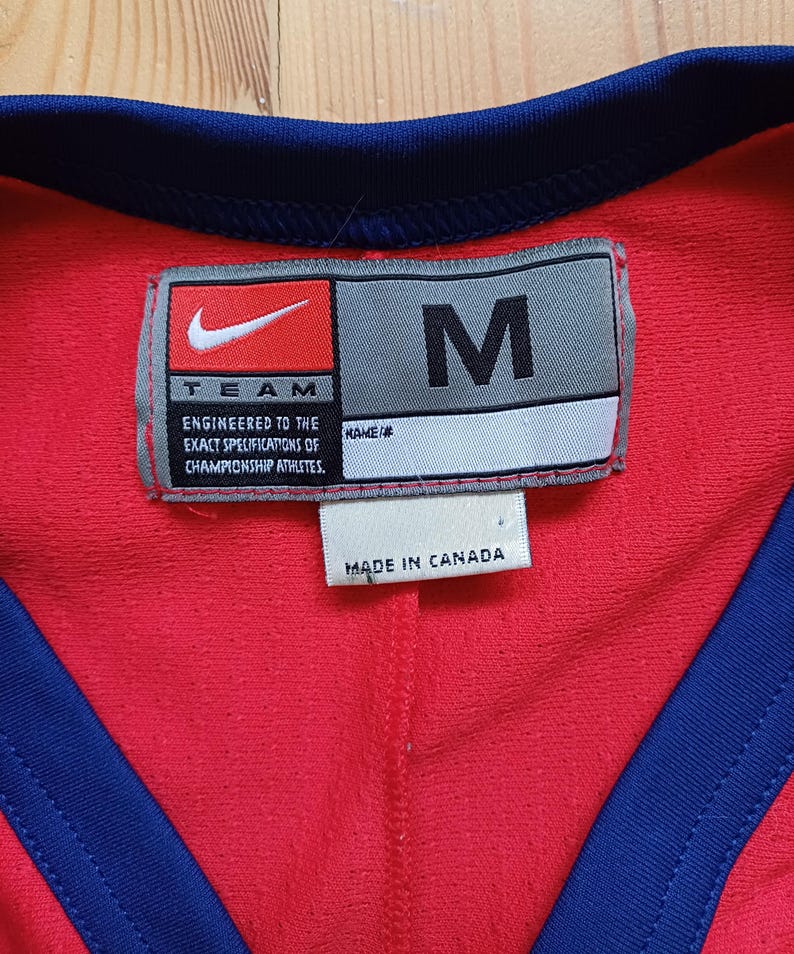 M
TEAM
ENGINEERED TO THE
EXACT SPECIFICATIONS OF
CHAMPIONSHIP ATHLETES.
NAME/#
MADE IN CANADA